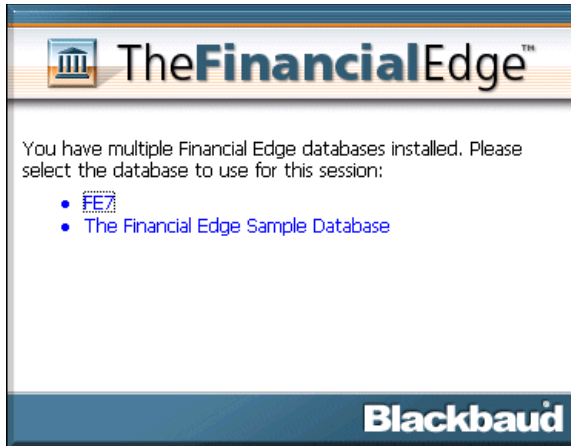 TheFinancialEdge™
You have multiple Financial Edge databases installed. Please
select the database to use for this session:
• FE7
• The Financial Edge Sample Database
Blackbaud